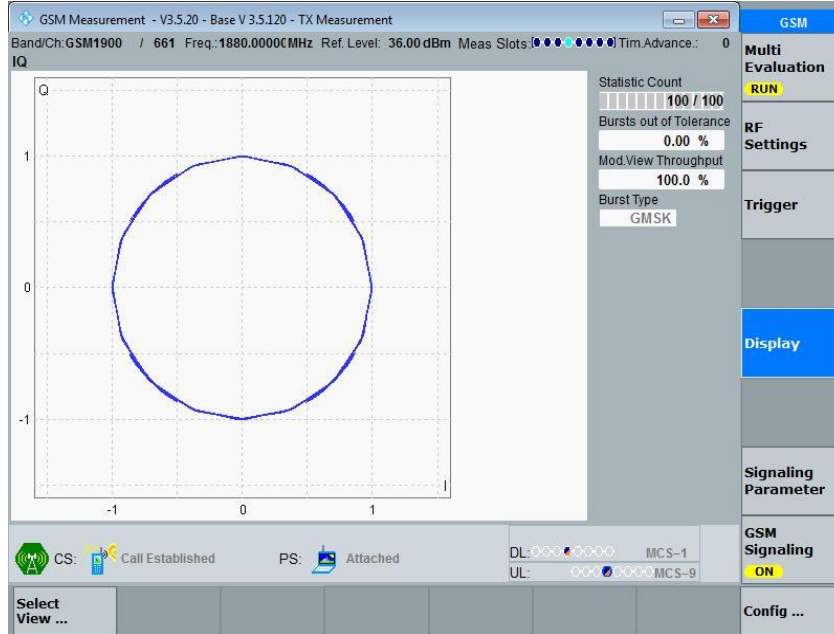 GSM Measurement - V3.5.20 - Base V 3.5.120 - TX Measurement
GSM
Band/Ch: GSM1900 / 661 Freq.: 1880.00000 MHz Ref. Level: 36.00 dBm Meas Slots: Tim.Advance.: 0
IQ
Multi
Evaluation
RUN
Q
1
0
-1
I
-1 0 1
Statistic Count
100 / 100
Bursts out of Tolerance
0.00 %
Mod.View Throughput
100.0 %
Burst Type
GMSK
RF
Settings
Trigger
Display
Signaling
Parameter
GSM
Signaling
ON
CS: Call Established PS: Attached
DL: MCS-1
UL: MCS-9
Select
View ...
Config ...